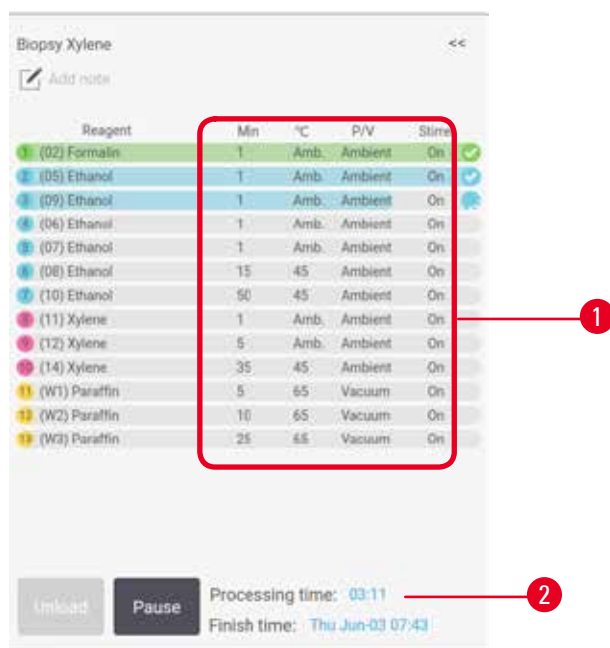 Biopsy Xylene <<
Add note
Reagent Min °C P/V Stirrer
1 (02) Formalin 1 Amb. Ambient On
2 (05) Ethanol 1 Amb. Ambient On
3 (09) Ethanol 1 Amb. Ambient On
4 (06) Ethanol 1 Amb. Ambient On
5 (07) Ethanol 1 Amb. Ambient On
6 (08) Ethanol 15 45 Ambient On
7 (10) Ethanol 50 45 Ambient On
8 (11) Xylene 1 Amb. Ambient On
9 (12) Xylene 5 Amb. Ambient On
10 (14) Xylene 35 45 Ambient On
11 (W1) Paraffin 5 65 Vacuum On
12 (W2) Paraffin 10 65 Vacuum On
13 (W3) Paraffin 25 65 Vacuum On
1
Unload Pause Processing time: 03:11 2
Finish time: Thu Jun-03 07:43